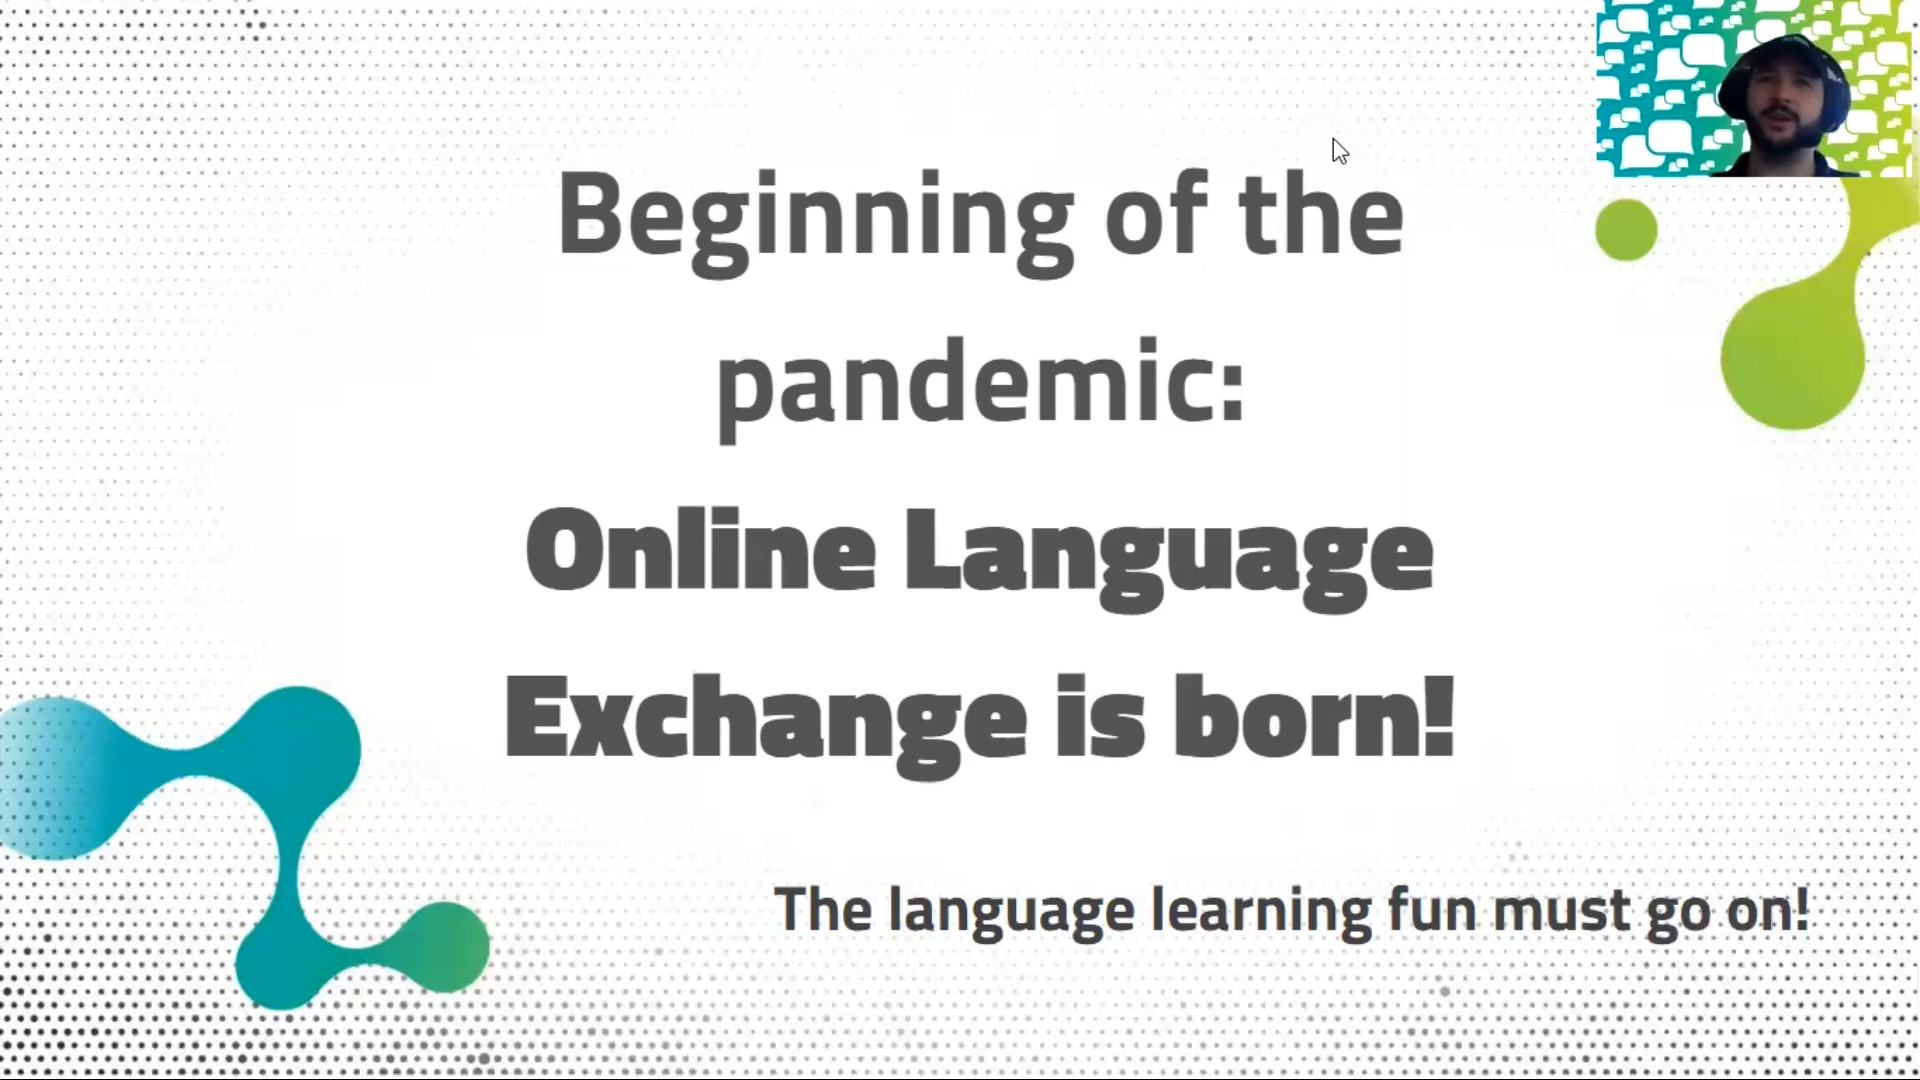 Beginning of the
pandemic:
Online Language
Exchange is born!
The language learning fun must go on!